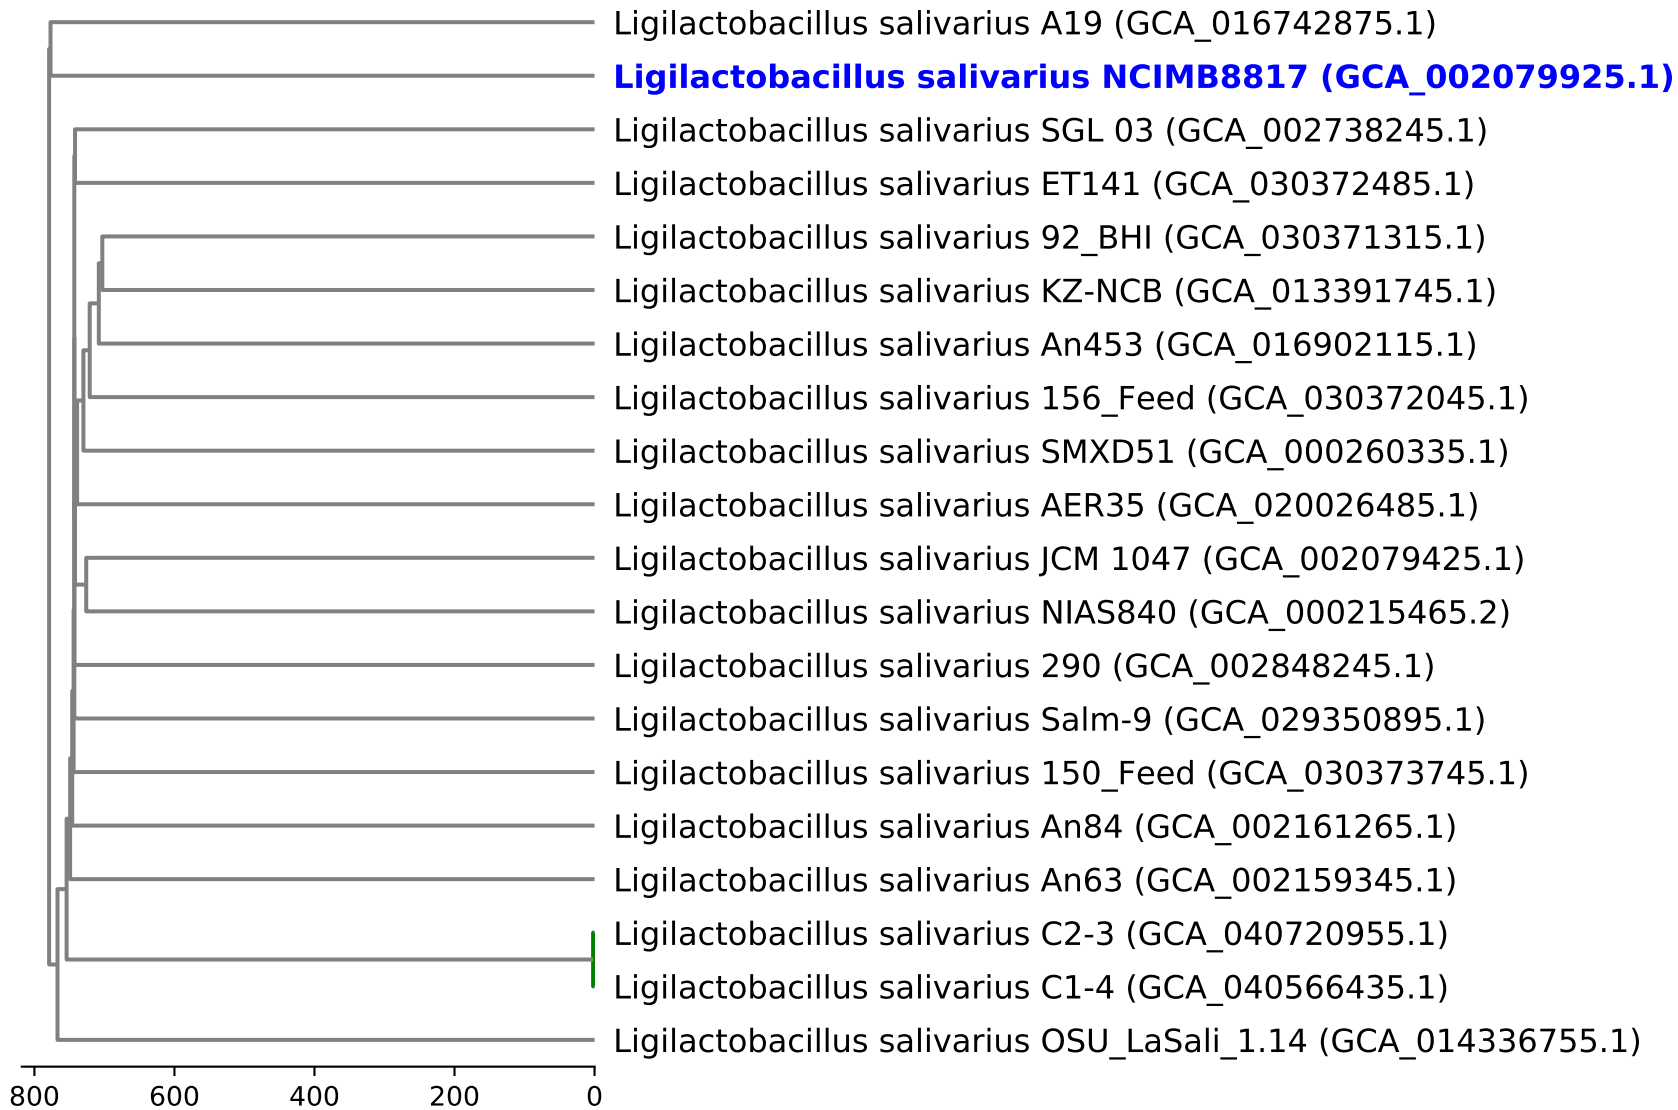 Ligilactobacillus salivarius A19 (GCA_016742875.1)
Ligilactobacillus salivarius NCIMB8817 (GCA_002079925.1)
Ligilactobacillus salivarius SGL 03 (GCA_002738245.1)
Ligilactobacillus salivarius ET141 (GCA_030372485.1)
Ligilactobacillus salivarius 92_BHI (GCA_030371315.1)
Ligilactobacillus salivarius KZ-NCB (GCA_013391745.1)
Ligilactobacillus salivarius An453 (GCA_016902115.1)
Ligilactobacillus salivarius 156_Feed (GCA_030372045.1)
Ligilactobacillus salivarius SMXD51 (GCA_000260335.1)
Ligilactobacillus salivarius AER35 (GCA_020026485.1)
Ligilactobacillus salivarius JCM 1047 (GCA_002079425.1)
Ligilactobacillus salivarius NIAS840 (GCA_000215465.2)
Ligilactobacillus salivarius 290 (GCA_002848245.1)
Ligilactobacillus salivarius Salm-9 (GCA_029350895.1)
Ligilactobacillus salivarius 150_Feed (GCA_030373745.1)
Ligilactobacillus salivarius An84 (GCA_002161265.1)
Ligilactobacillus salivarius An63 (GCA_002159345.1)
Ligilactobacillus salivarius C2-3 (GCA_040720955.1)
Ligilactobacillus salivarius C1-4 (GCA_040566435.1)
Ligilactobacillus salivarius OSU_LaSali_1.14 (GCA_014336755.1)
800 600 400 200 0